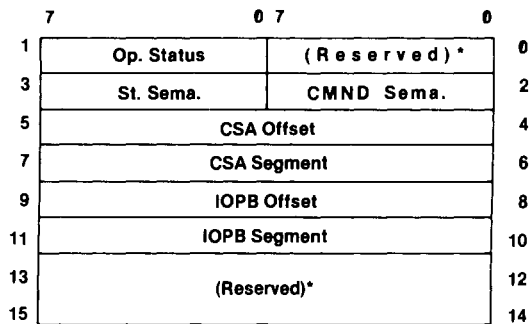 7 0 7 0
1 Op. Status (Reserved)* 0
3 St. Sema. CMND Sema. 2
5 CSA Offset 4
7 CSA Segment 6
9 IOPB Offset 8
11 IOPB Segment 10
13 12
(Reserved)*
15 14